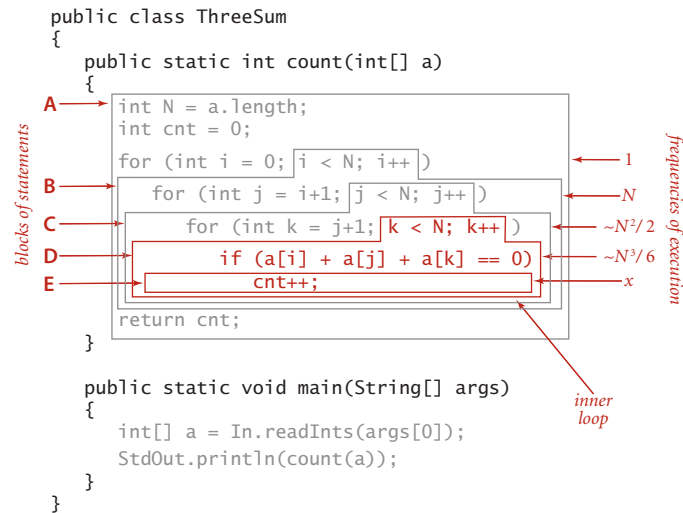 public class ThreeSum
{
public static int count(int[] a)
{
A
int N = a.length;
int cnt = 0;
for (int i = 0; i < N; i++ )
1
B
for (int j = i+1; j < N; j++ )
N
C
for (int k = j+1; k < N; k++ )
~N²/2
D
if (a[i] + a[j] + a[k] == 0)
~N³/6
E
cnt++;
x
return cnt;
}
blocks of statements
frequencies of execution
inner
loop
public static void main(String[] args)
{
int[] a = In.readInts(args[0]);
StdOut.println(count(a));
}
}